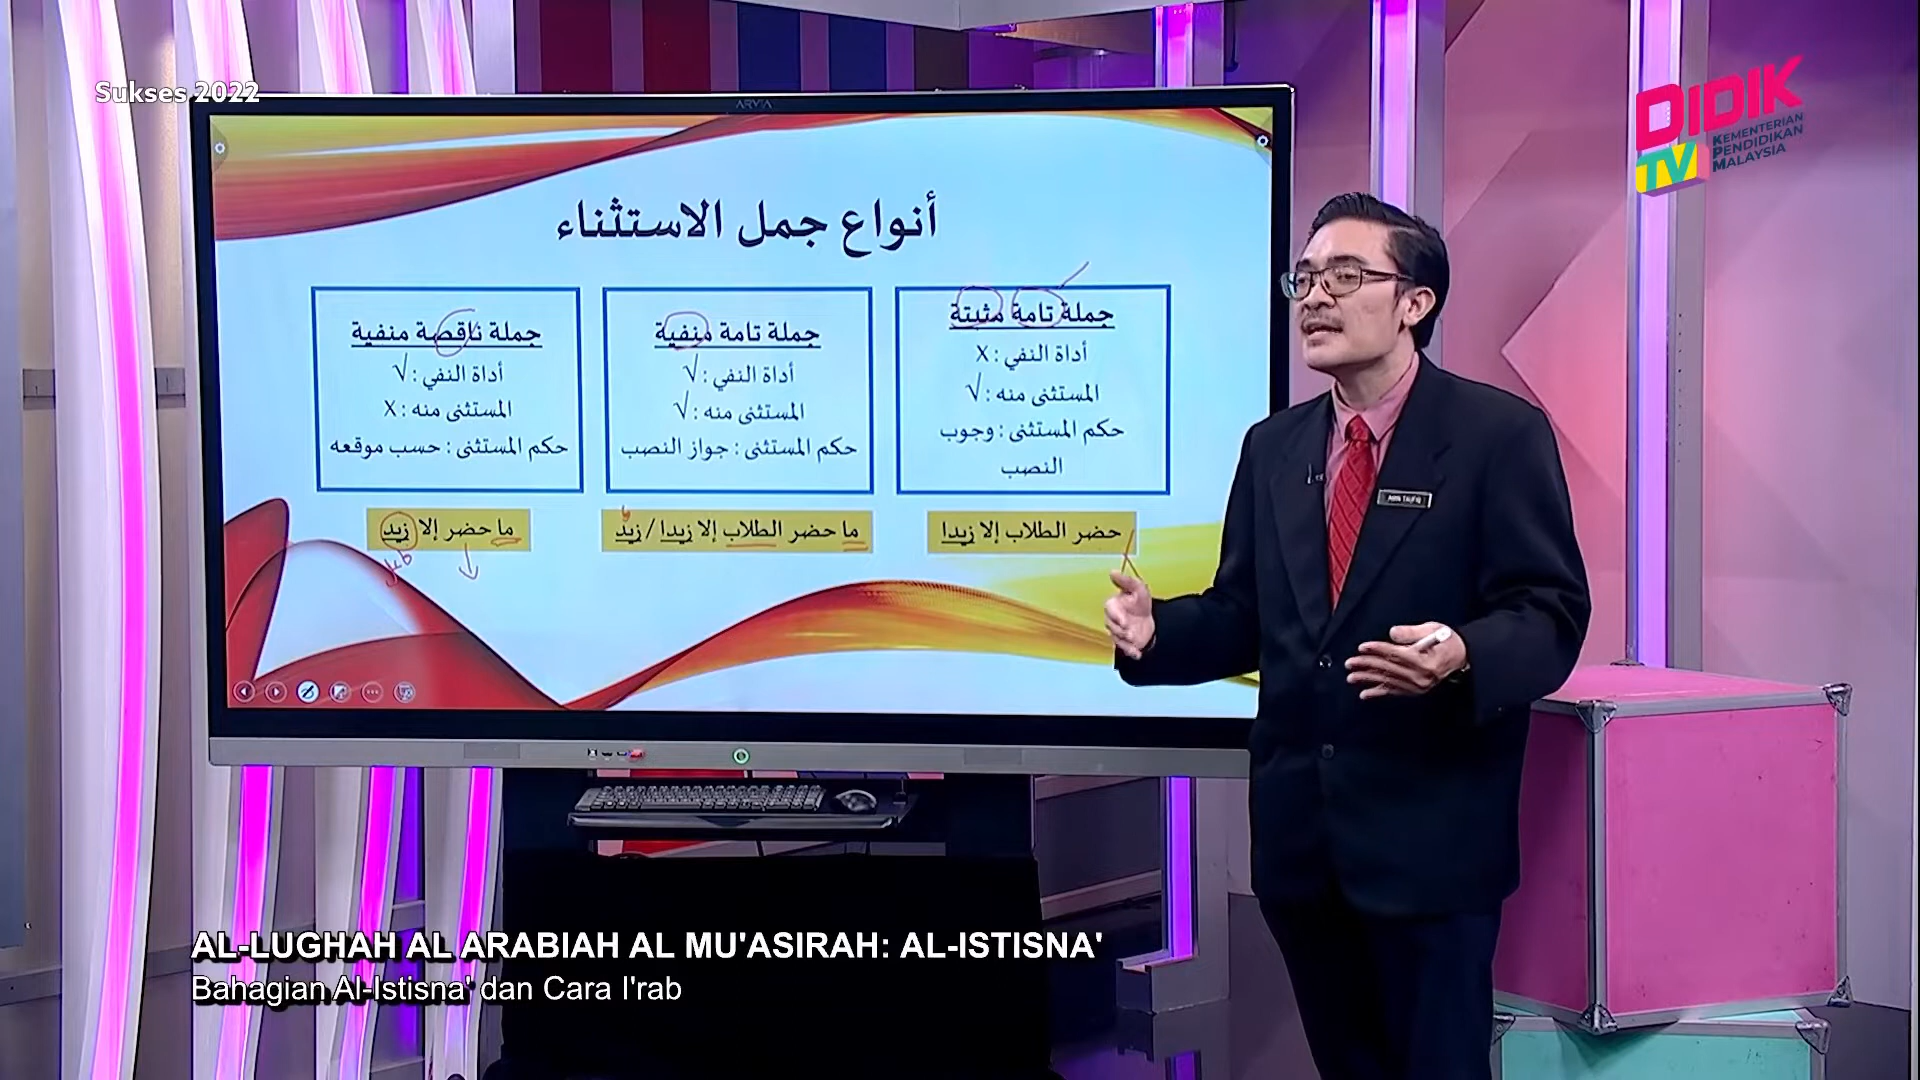 Sukses 2022
DIDIK
TV
KEMENTERIAN
PENDIDIKAN
MALAYSIA
ARVIA
أنواع جمل الاستثناء
جملة تامة مثبتة
أداة النفي : X
المستثنى منه : √
حكم المستثنى : وجوب
النصب
حضر الطلاب إلا زيدا
جملة تامة منفية
أداة النفي : √
المستثنى منه : √
حكم المستثنى : جواز النصب
ما حضر الطلاب إلا زيدا / زيد
جملة ناقصة منفية
أداة النفي : √
المستثنى منه : X
حكم المستثنى : حسب موقعه
ما حضر إلا زيد
AL-LUGHAH AL ARABIAH AL MU'ASIRAH: AL-ISTISNA'
Bahagian Al-Istisna' dan Cara I'rab